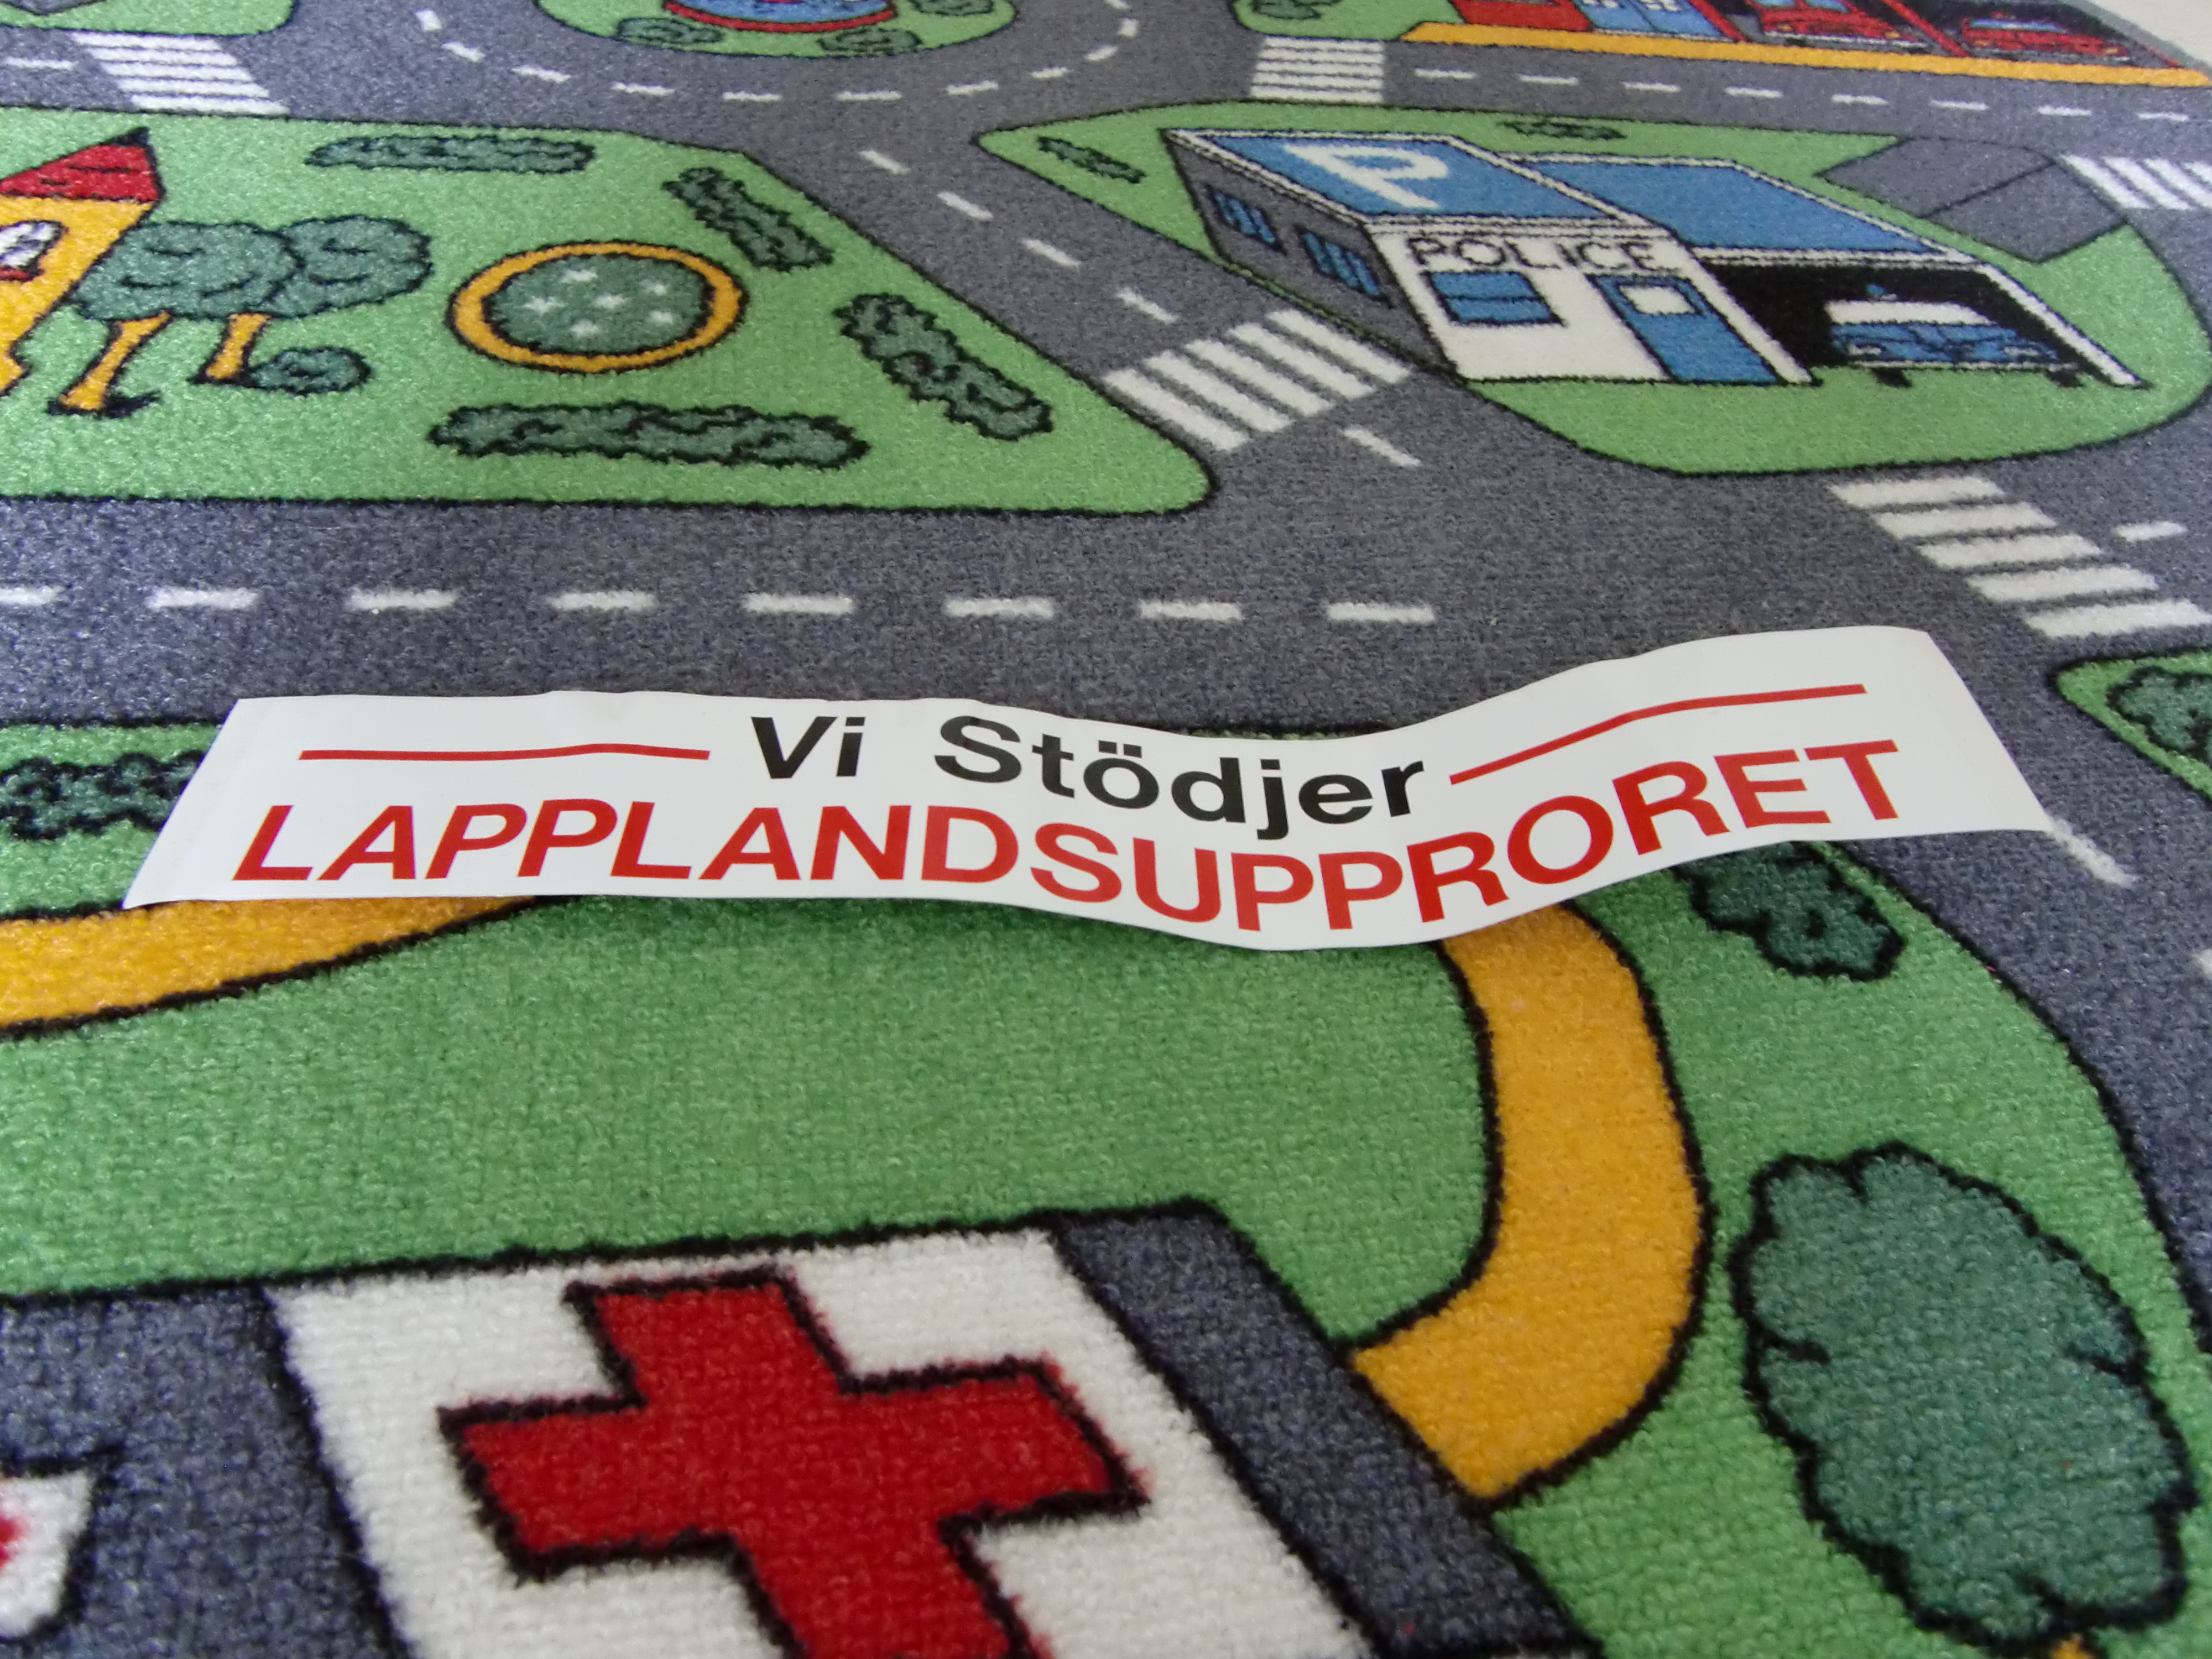 P
POLICE
Vi Stödjer
LAPPLANDSUPPRORET